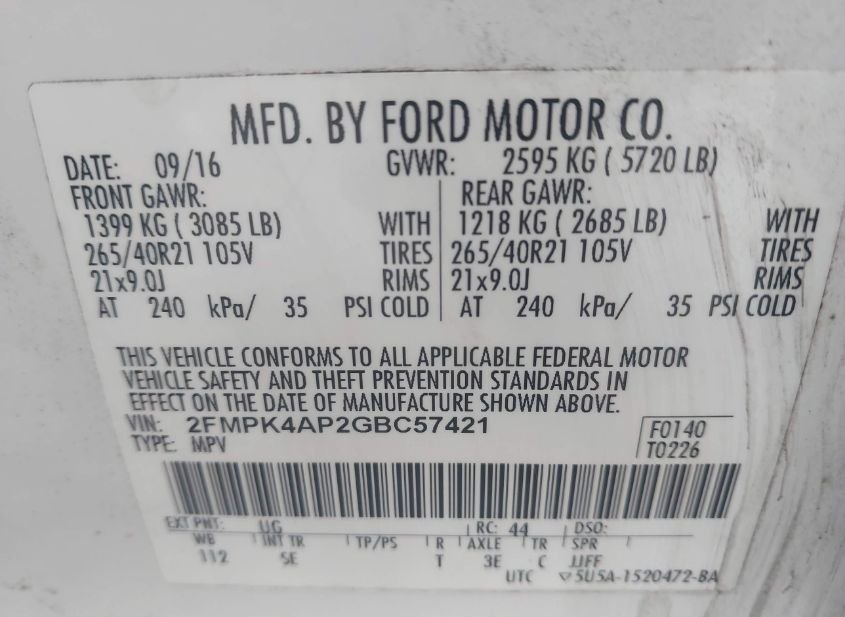 MFD. BY FORD MOTOR CO.
DATE: 09/16 GVWR: 2595 KG ( 5720 LB)
FRONT GAWR: REAR GAWR:
1399 KG ( 3085 LB) WITH 1218 KG ( 2685 LB) WITH
265/40R21 105V TIRES 265/40R21 105V TIRES
21x9.0J RIMS 21x9.0J RIMS
AT 240 kPa/ 35 PSI COLD AT 240 kPa/ 35 PSI COLD
THIS VEHICLE CONFORMS TO ALL APPLICABLE FEDERAL MOTOR
VEHICLE SAFETY AND THEFT PREVENTION STANDARDS IN
EFFECT ON THE DATE OF MANUFACTURE SHOWN ABOVE.
VIN: 2FMPK4AP2GBC57421 F0140
TYPE: MPV T0226
EXT PNT: UG RC: 44 DSO:
WB INT TR TP/PS R AXLE TR SPR
112 SE T 3E C JJFF
UTC ▽5U5A-1520472-BA